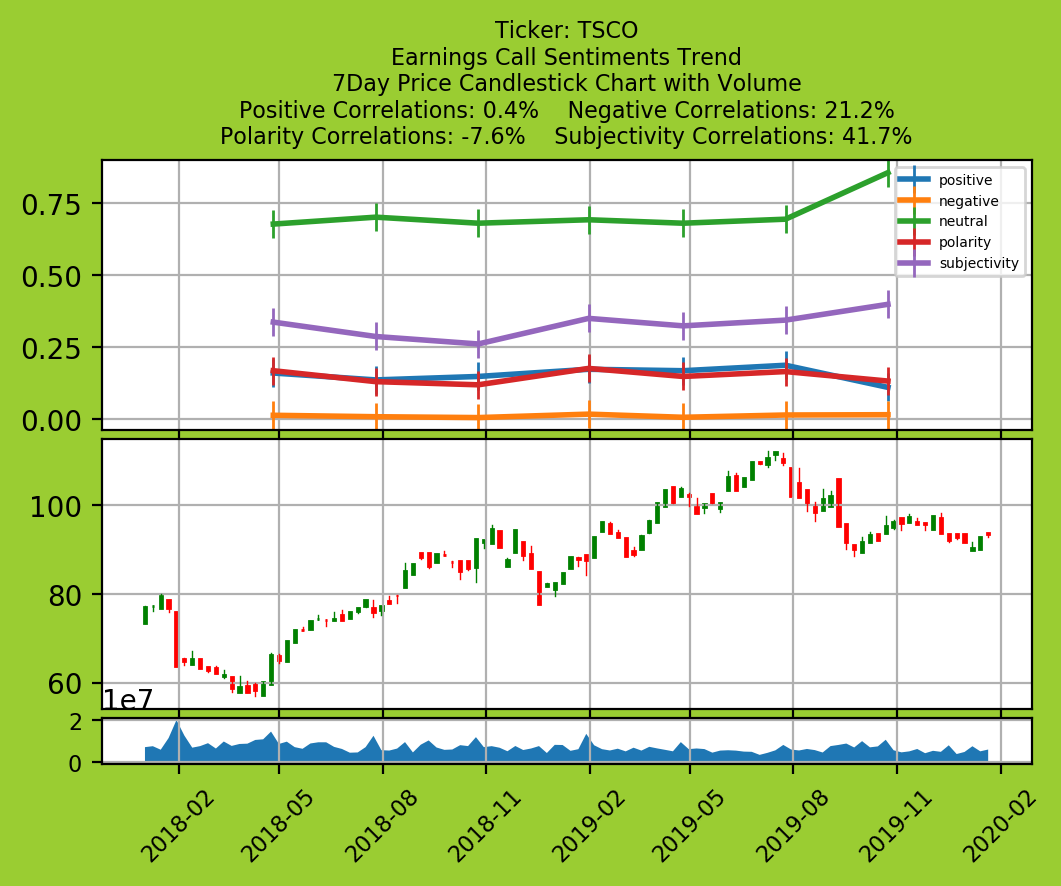 Ticker: TSCO
Earnings Call Sentiments Trend
7Day Price Candlestick Chart with Volume
Positive Correlations: 0.4%    Negative Correlations: 21.2%
Polarity Correlations: -7.6%    Subjectivity Correlations: 41.7%
0.75
0.50
0.25
0.00
positive
negative
neutral
polarity
subjectivity
100
80
60
1e7
2
0
2018-02
2018-05
2018-08
2018-11
2019-02
2019-05
2019-08
2019-11
2020-02